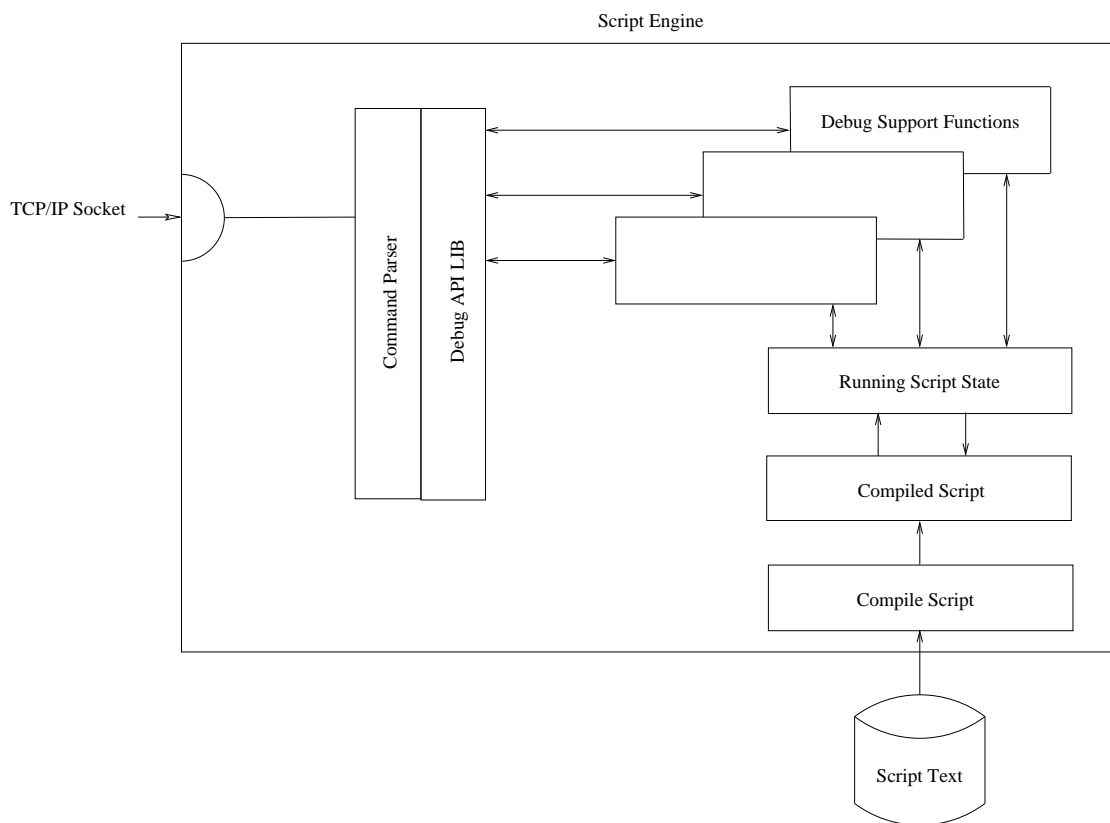 Script Engine
Debug Support Functions
TCP/IP Socket
Command Parser
Debug API LIB
Running Script State
Compiled Script
Compile Script
Script Text